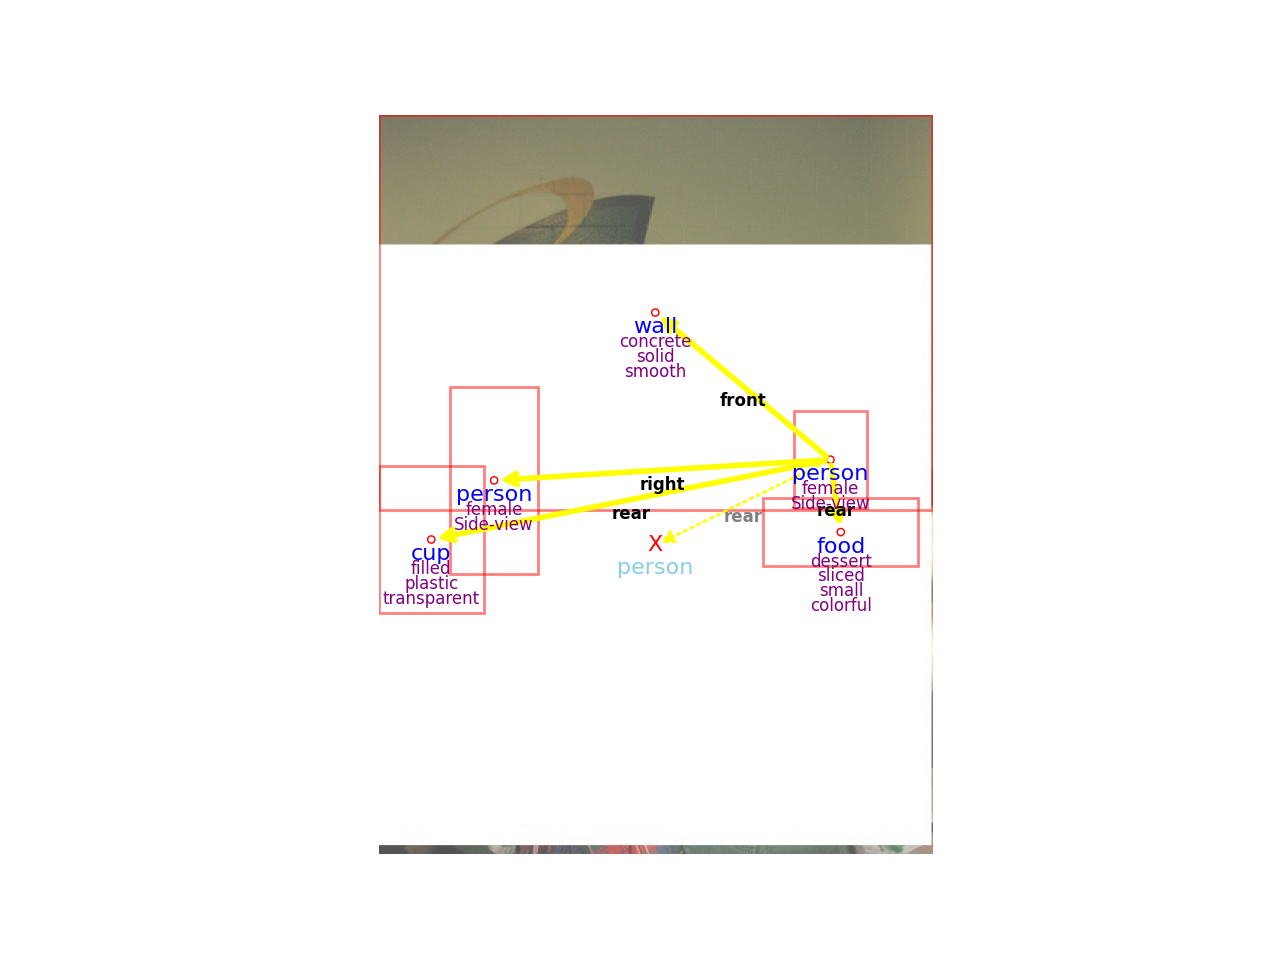 wall
concrete
solid
smooth
front
person
female
Side-view
right
person
female
Side-view
rear
rear
rear
X
person
cup
filled
plastic
transparent
food
dessert
sliced
small
colorful